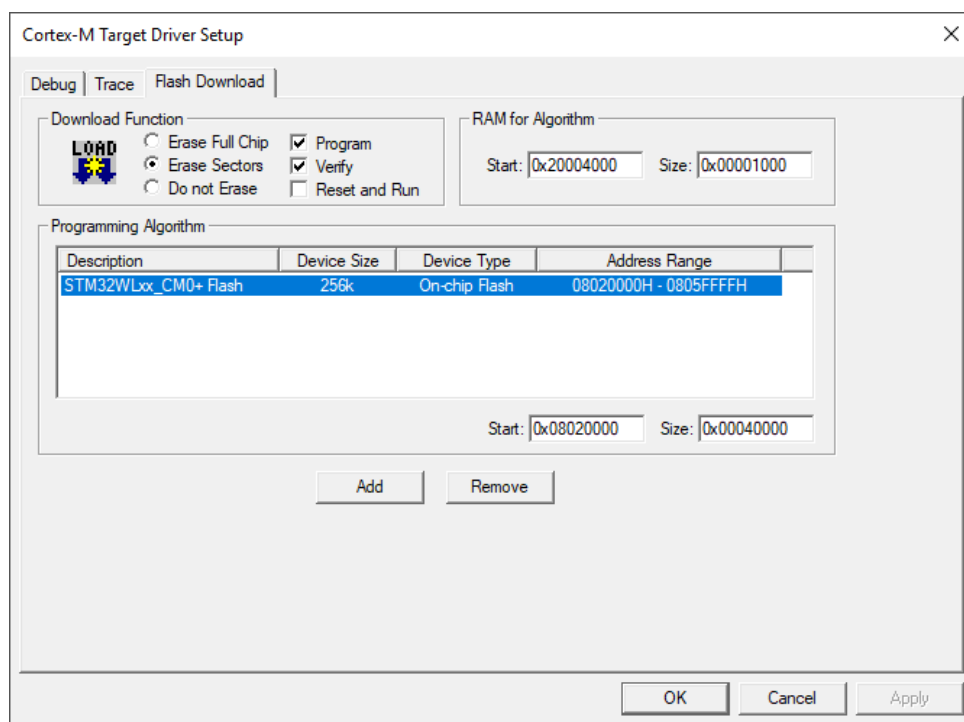 Cortex-M Target Driver Setup
Debug Trace Flash Download
Download Function
LOAD
Erase Full Chip
Erase Sectors
Do not Erase
Program
Verify
Reset and Run
RAM for Algorithm
Start: 0x20004000 Size: 0x00001000
Programming Algorithm
Description Device Size Device Type Address Range
STM32WLxx_CM0+ Flash 256k On-chip Flash 08020000H - 0805FFFFH
Start: 0x08020000 Size: 0x00040000
Add Remove
OK Cancel Apply